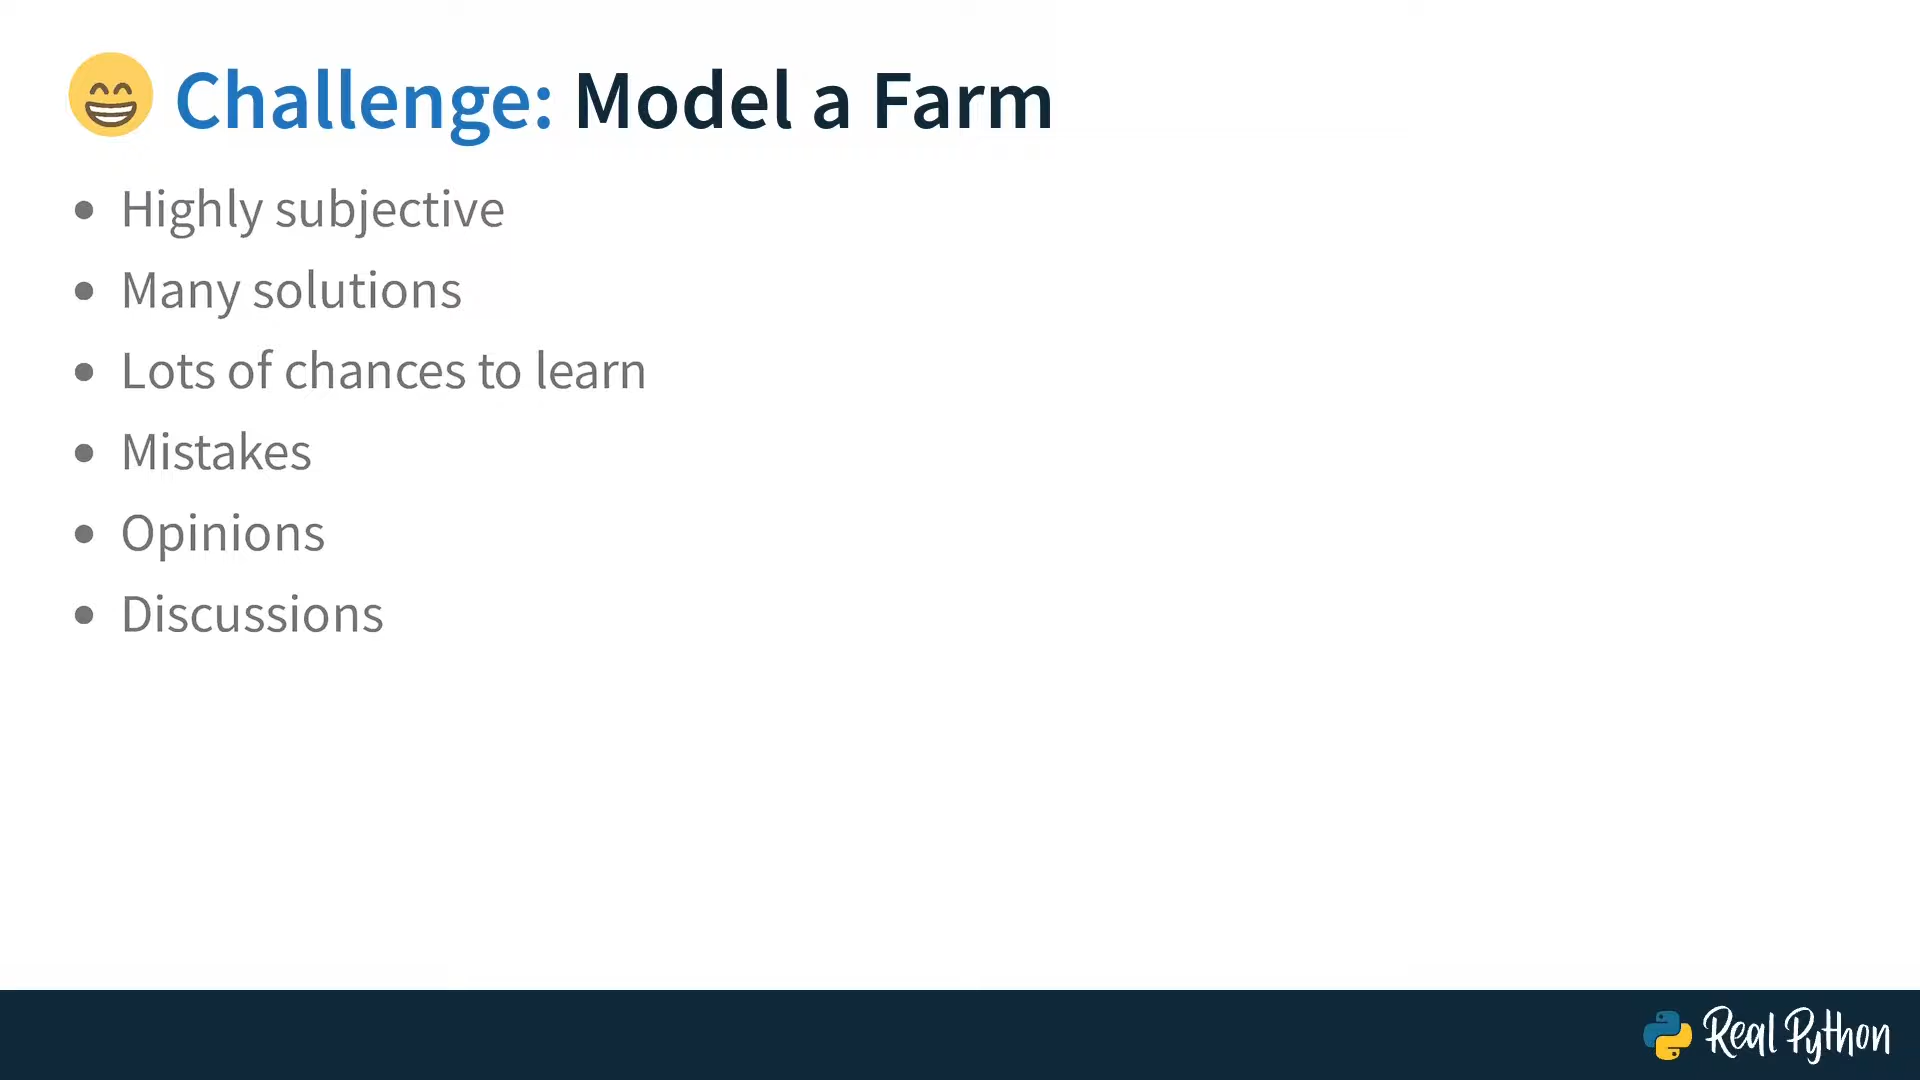 Challenge: Model a Farm
Highly subjective
Many solutions
Lots of chances to learn
Mistakes
Opinions
Discussions
Real Python